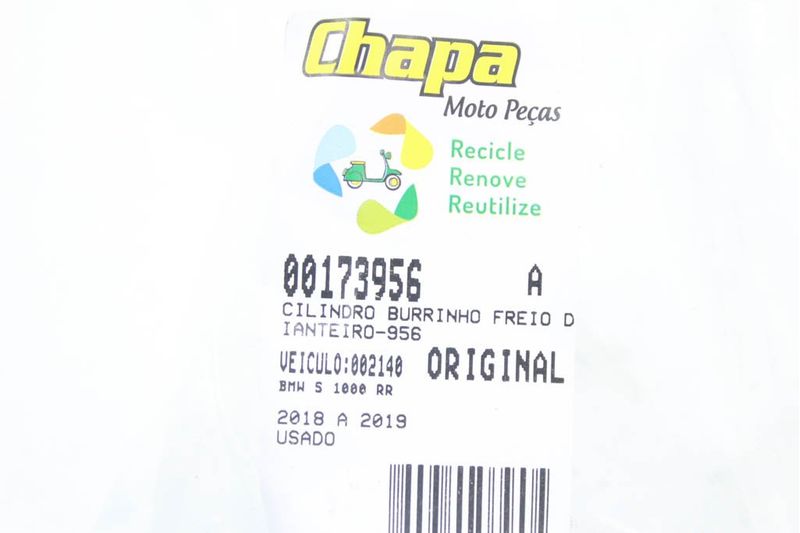 Chapa
Moto Peças
Recicle
Renove
Reutilize
00173956 A
CILINDRO BURRINHO FREIO D
IANTEIRO-956
VEICULO:002140 ORIGINAL
BMW S 1000 RR
2018 A 2019
USADO